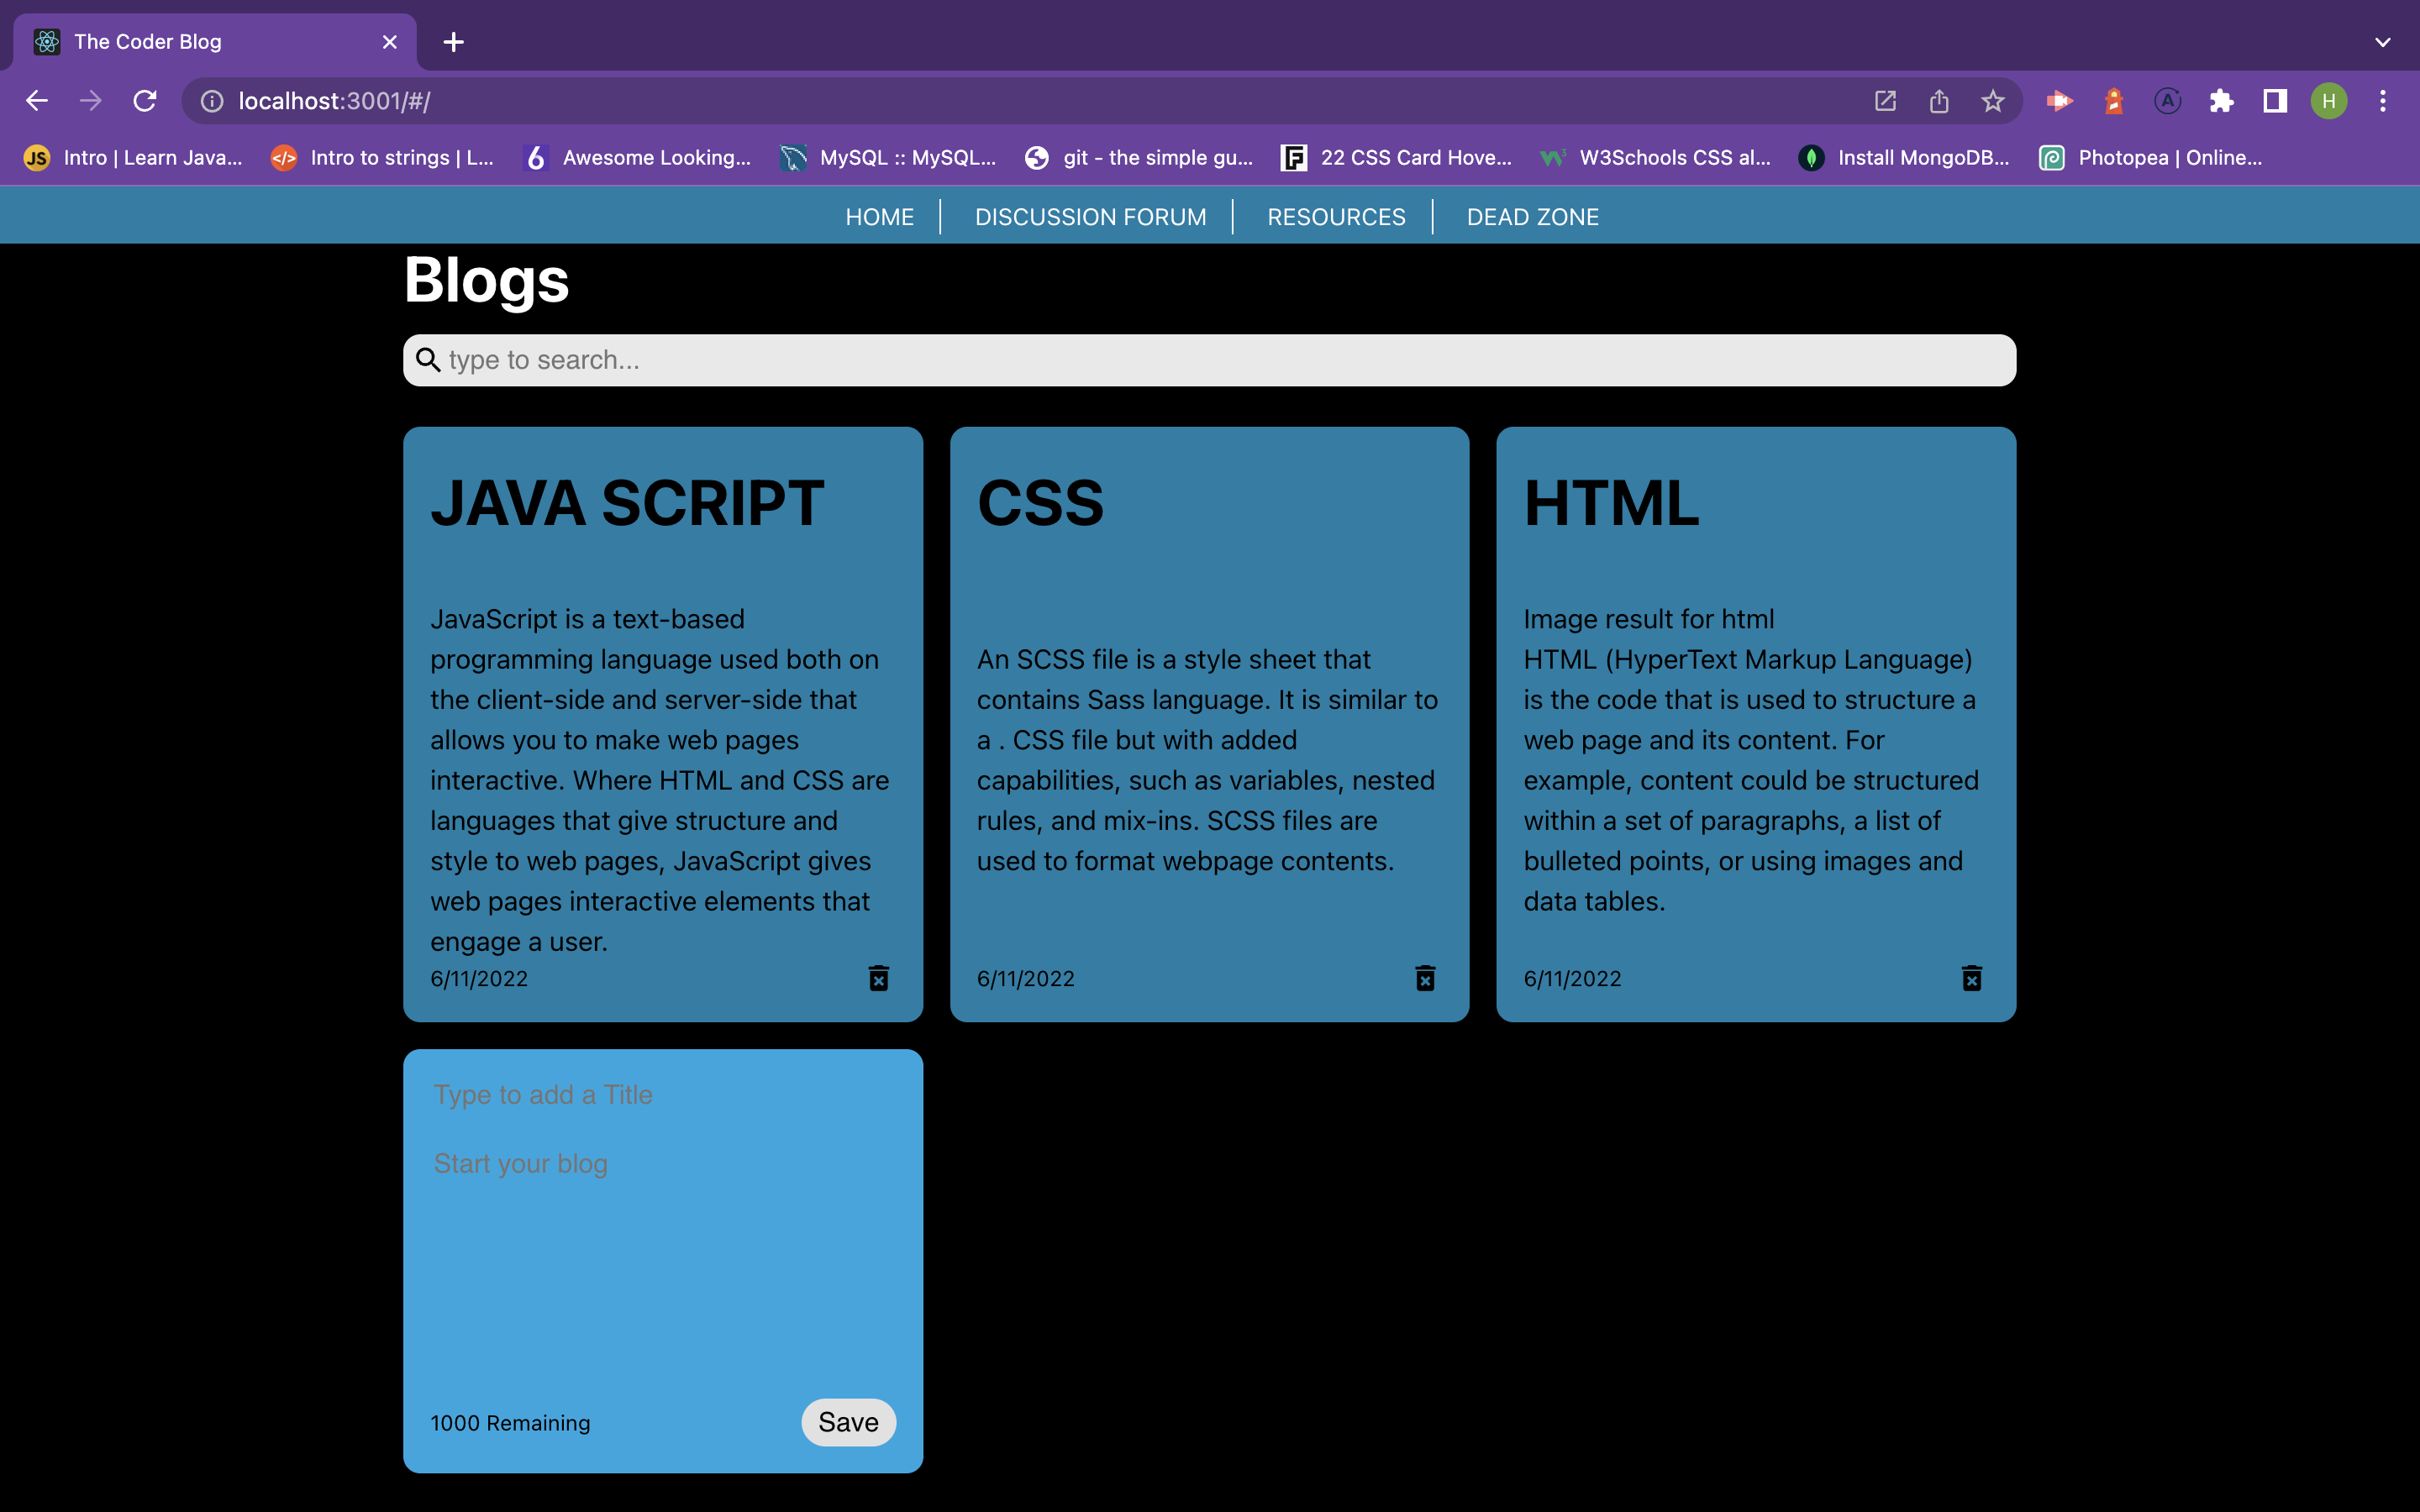 The Coder Blog
localhost:3001/#/
H
JS Intro | Learn Java...
</> Intro to strings | L...
6 Awesome Looking...
MySQL :: MySQL...
git - the simple gu...
F 22 CSS Card Hove...
W3Schools CSS al...
Install MongoDB...
Photopea | Online...
HOME DISCUSSION FORUM RESOURCES DEAD ZONE
Blogs
type to search...
JAVA SCRIPT
JavaScript is a text-based
programming language used both on
the client-side and server-side that
allows you to make web pages
interactive. Where HTML and CSS are
languages that give structure and
style to web pages, JavaScript gives
web pages interactive elements that
engage a user.
6/11/2022
CSS
An SCSS file is a style sheet that
contains Sass language. It is similar to
a . CSS file but with added
capabilities, such as variables, nested
rules, and mix-ins. SCSS files are
used to format webpage contents.
6/11/2022
HTML
Image result for html
HTML (HyperText Markup Language)
is the code that is used to structure a
web page and its content. For
example, content could be structured
within a set of paragraphs, a list of
bulleted points, or using images and
data tables.
6/11/2022
Type to add a Title
Start your blog
1000 Remaining
Save